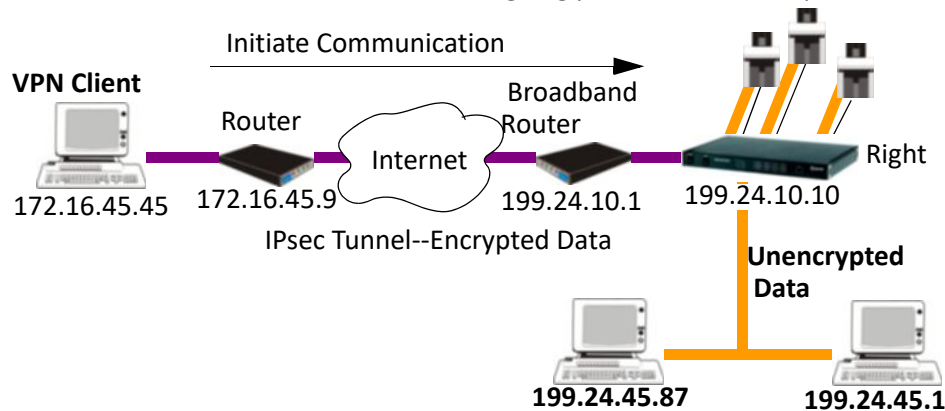 Initiate Communication
VPN Client
Broadband
Router
Router
Internet
Right
172.16.45.45
172.16.45.9
199.24.10.1
199.24.10.10
IPsec Tunnel--Encrypted Data
Unencrypted
Data
199.24.45.87
199.24.45.1